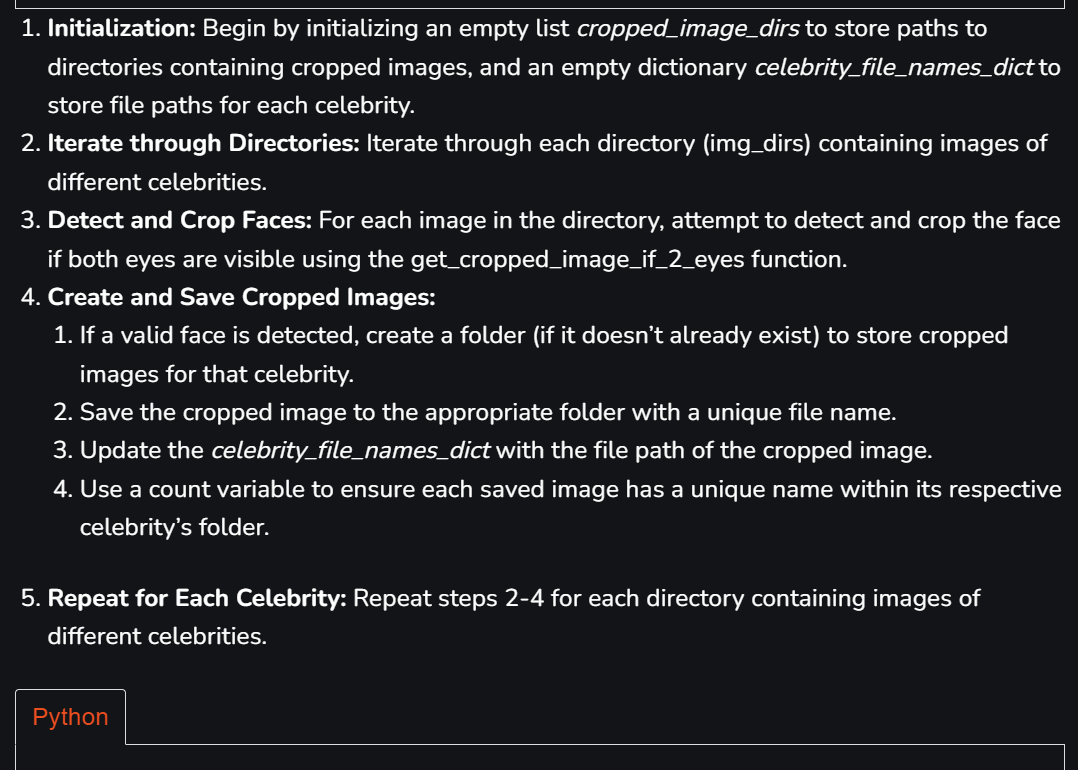 1. Initialization: Begin by initializing an empty list cropped_image_dirs to store paths to
directories containing cropped images, and an empty dictionary celebrity_file_names_dict to
store file paths for each celebrity.
2. Iterate through Directories: Iterate through each directory (img_dirs) containing images of
different celebrities.
3. Detect and Crop Faces: For each image in the directory, attempt to detect and crop the face
if both eyes are visible using the get_cropped_image_if_2_eyes function.
4. Create and Save Cropped Images:
1. If a valid face is detected, create a folder (if it doesn’t already exist) to store cropped
images for that celebrity.
2. Save the cropped image to the appropriate folder with a unique file name.
3. Update the celebrity_file_names_dict with the file path of the cropped image.
4. Use a count variable to ensure each saved image has a unique name within its respective
celebrity’s folder.
5. Repeat for Each Celebrity: Repeat steps 2-4 for each directory containing images of
different celebrities.
Python